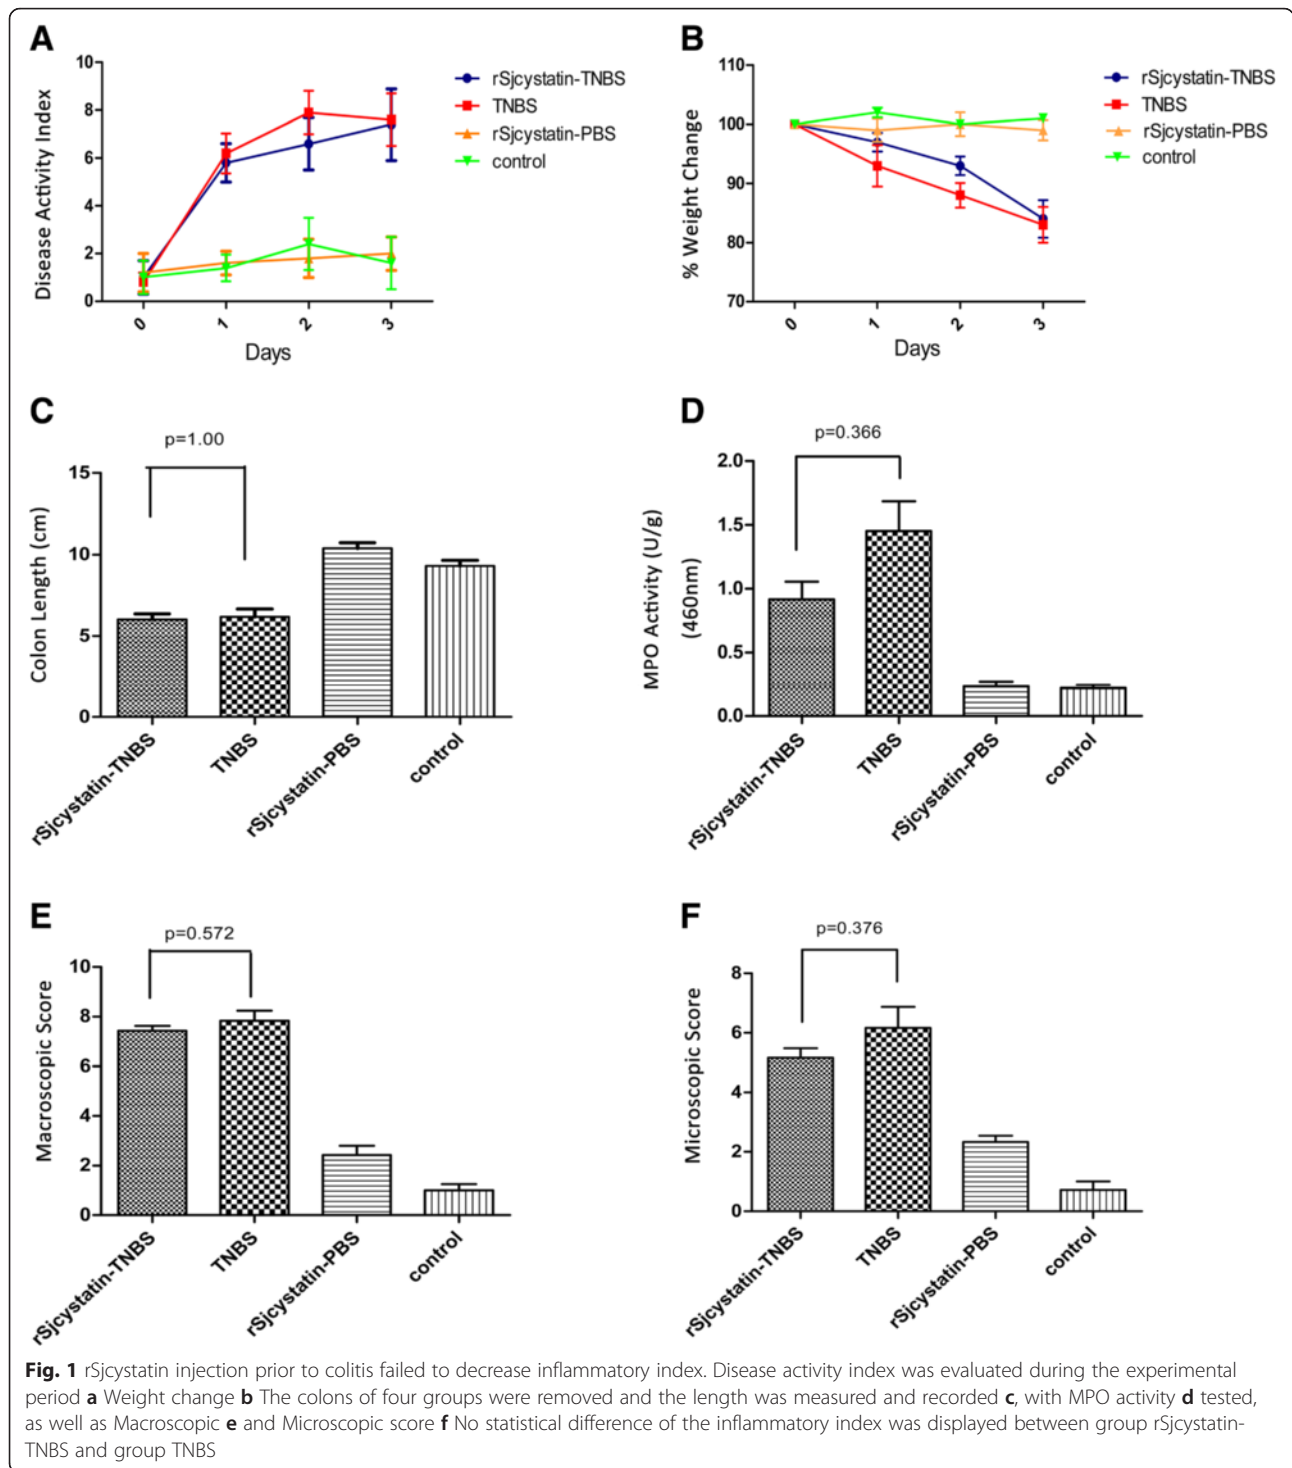 A
10
8
6
4
2
0
Disease Activity Index
0 1 2 3
Days
rSjcystatin-TNBS
TNBS
rSjcystatin-PBS
control
B
110
100
90
80
70
% Weight Change
0 1 2 3
Days
rSjcystatin-TNBS
TNBS
rSjcystatin-PBS
control
C
p=1.00
15
10
5
0
Colon Length (cm)
rSjcystatin-TNBS
TNBS
rSjcystatin-PBS
control
D
p=0.366
2.0
1.5
1.0
0.5
0.0
MPO Activity (U/g)
(460nm)
rSjcystatin-TNBS
TNBS
rSjcystatin-PBS
control
E
p=0.572
10
8
6
4
2
0
Macroscopic Score
rSjcystatin-TNBS
TNBS
rSjcystatin-PBS
control
F
p=0.376
8
6
4
2
0
Microscopic Score
rSjcystatin-TNBS
TNBS
rSjcystatin-PBS
control
Fig. 1 rSjcystatin injection prior to colitis failed to decrease inflammatory index. Disease activity index was evaluated during the experimental
period a Weight change b The colons of four groups were removed and the length was measured and recorded c, with MPO activity d tested,
as well as Macroscopic e and Microscopic score f No statistical difference of the inflammatory index was displayed between group rSjcystatin-
TNBS and group TNBS